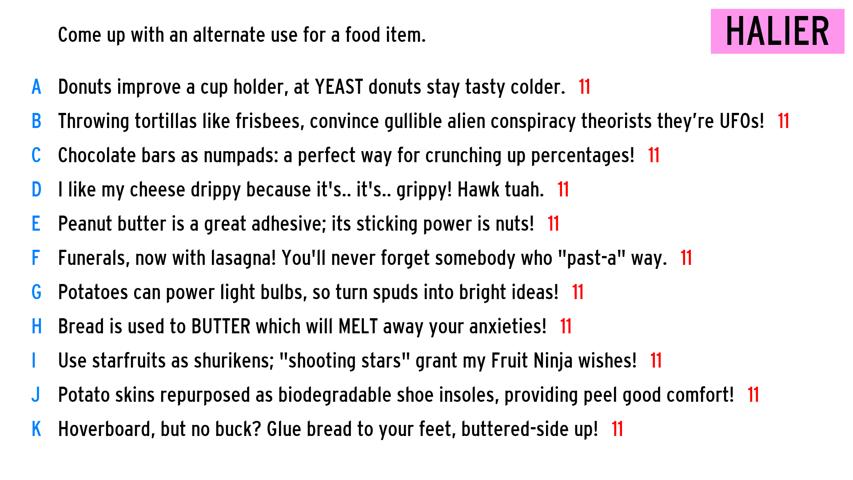 Come up with an alternate use for a food item.
HALIER
A Donuts improve a cup holder, at YEAST donuts stay tasty colder. 11
B Throwing tortillas like frisbees, convince gullible alien conspiracy theorists they’re UFOs! 11
C Chocolate bars as numpads: a perfect way for crunching up percentages! 11
D I like my cheese drippy because it's.. it's.. grippy! Hawk tuah. 11
E Peanut butter is a great adhesive; its sticking power is nuts! 11
F Funerals, now with lasagna! You'll never forget somebody who "past-a" way. 11
G Potatoes can power light bulbs, so turn spuds into bright ideas! 11
H Bread is used to BUTTER which will MELT away your anxieties! 11
I Use starfruits as shurikens; "shooting stars" grant my Fruit Ninja wishes! 11
J Potato skins repurposed as biodegradable shoe insoles, providing peel good comfort! 11
K Hoverboard, but no buck? Glue bread to your feet, buttered-side up! 11